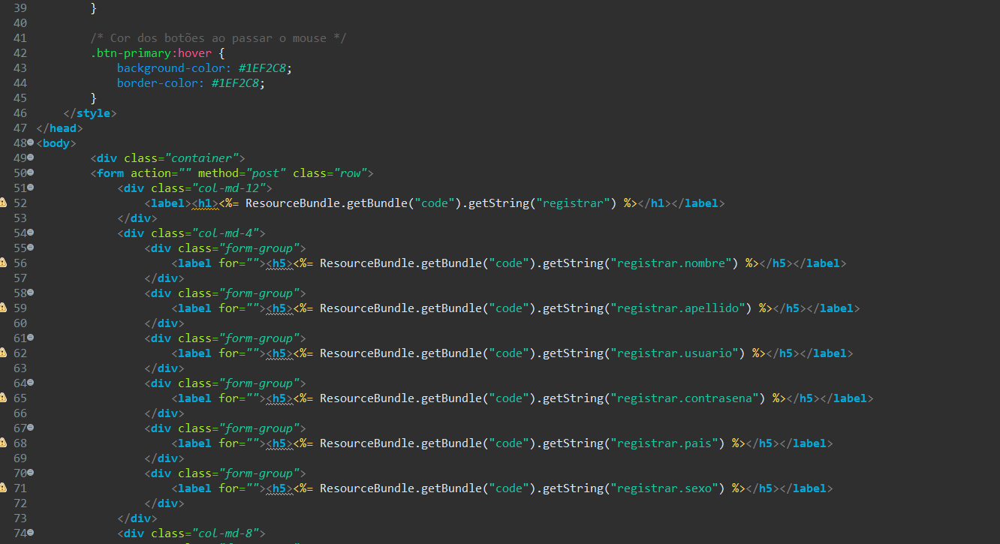 39 }
40
41 /* Cor dos botões ao passar o mouse */
42 .btn-primary:hover {
43 background-color: #1EF2C8;
44 border-color: #1EF2C8;
45 }
46 </style>
47 </head>
48 <body>
49 <div class="container">
50 <form action="" method="post" class="row">
51 <div class="col-md-12">
52 <label><h1><%= ResourceBundle.getBundle("code").getString("registrar") %></h1></label>
53 </div>
54 <div class="col-md-4">
55 <div class="form-group">
56 <label for=""><h5><%= ResourceBundle.getBundle("code").getString("registrar.nombre") %></h5></label>
57 </div>
58 <div class="form-group">
59 <label for=""><h5><%= ResourceBundle.getBundle("code").getString("registrar.apellido") %></h5></label>
60 </div>
61 <div class="form-group">
62 <label for=""><h5><%= ResourceBundle.getBundle("code").getString("registrar.usuario") %></h5></label>
63 </div>
64 <div class="form-group">
65 <label for=""><h5><%= ResourceBundle.getBundle("code").getString("registrar.contrasena") %></h5></label>
66 </div>
67 <div class="form-group">
68 <label for=""><h5><%= ResourceBundle.getBundle("code").getString("registrar.pais") %></h5></label>
69 </div>
70 <div class="form-group">
71 <label for=""><h5><%= ResourceBundle.getBundle("code").getString("registrar.sexo") %></h5></label>
72 </div>
73 </div>
74 <div class="col-md-8">